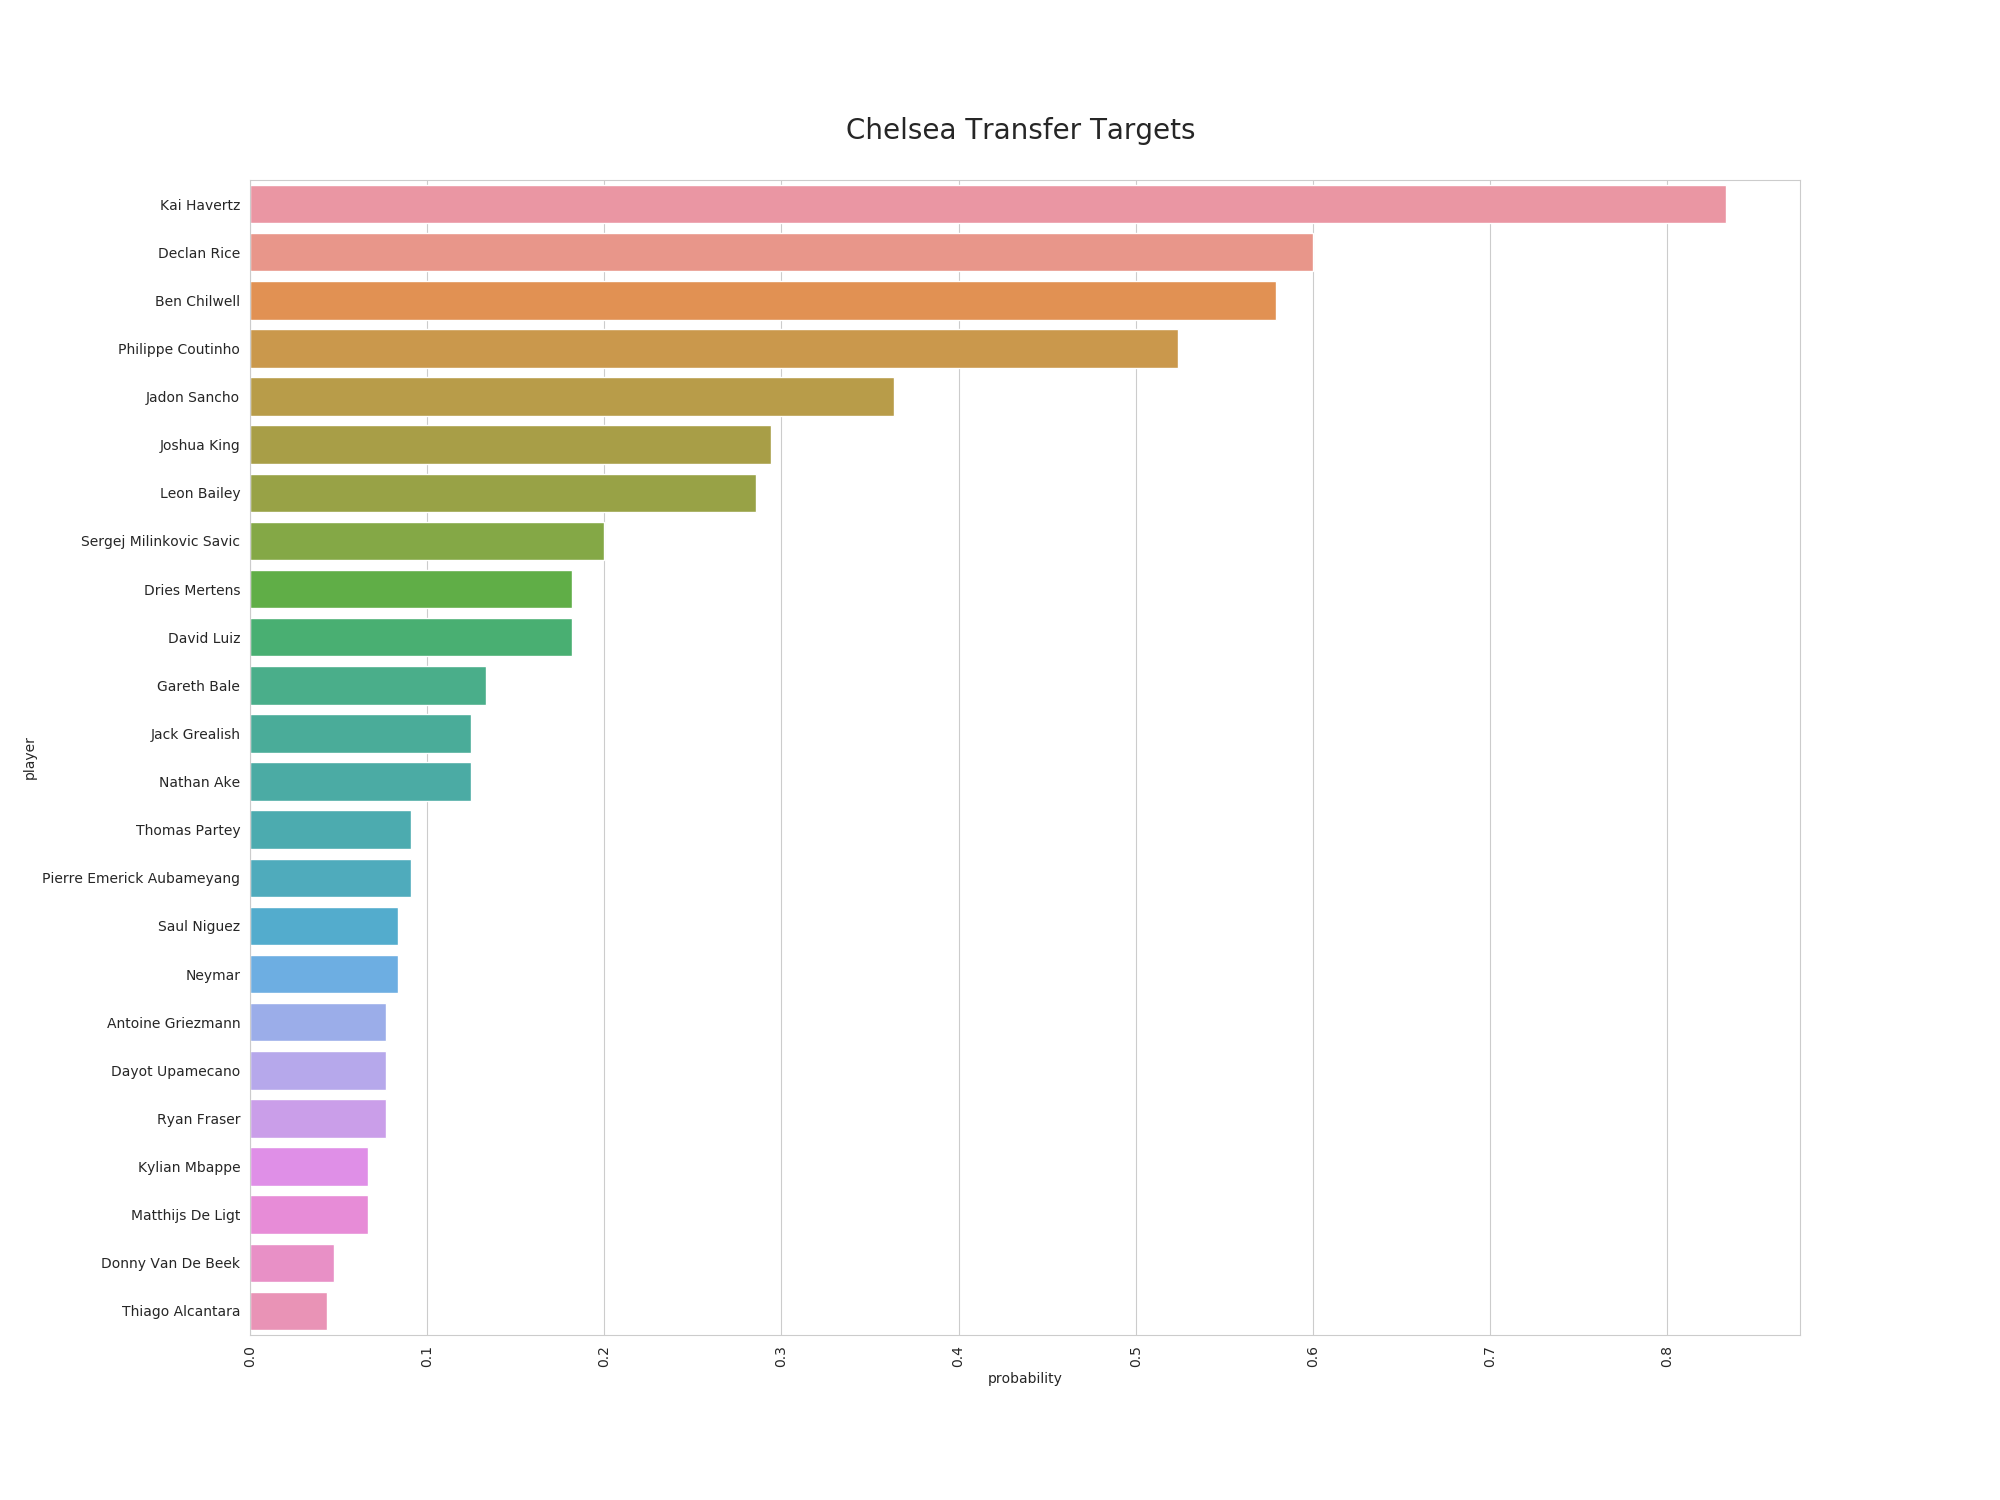 Chelsea Transfer Targets
Kai Havertz
Declan Rice
Ben Chilwell
Philippe Coutinho
Jadon Sancho
Joshua King
Leon Bailey
Sergej Milinkovic Savic
Dries Mertens
David Luiz
Gareth Bale
Jack Grealish
Nathan Ake
Thomas Partey
Pierre Emerick Aubameyang
Saul Niguez
Neymar
Antoine Griezmann
Dayot Upamecano
Ryan Fraser
Kylian Mbappe
Matthijs De Ligt
Donny Van De Beek
Thiago Alcantara
player
0.0 0.1 0.2 0.3 0.4 0.5 0.6 0.7 0.8
probability